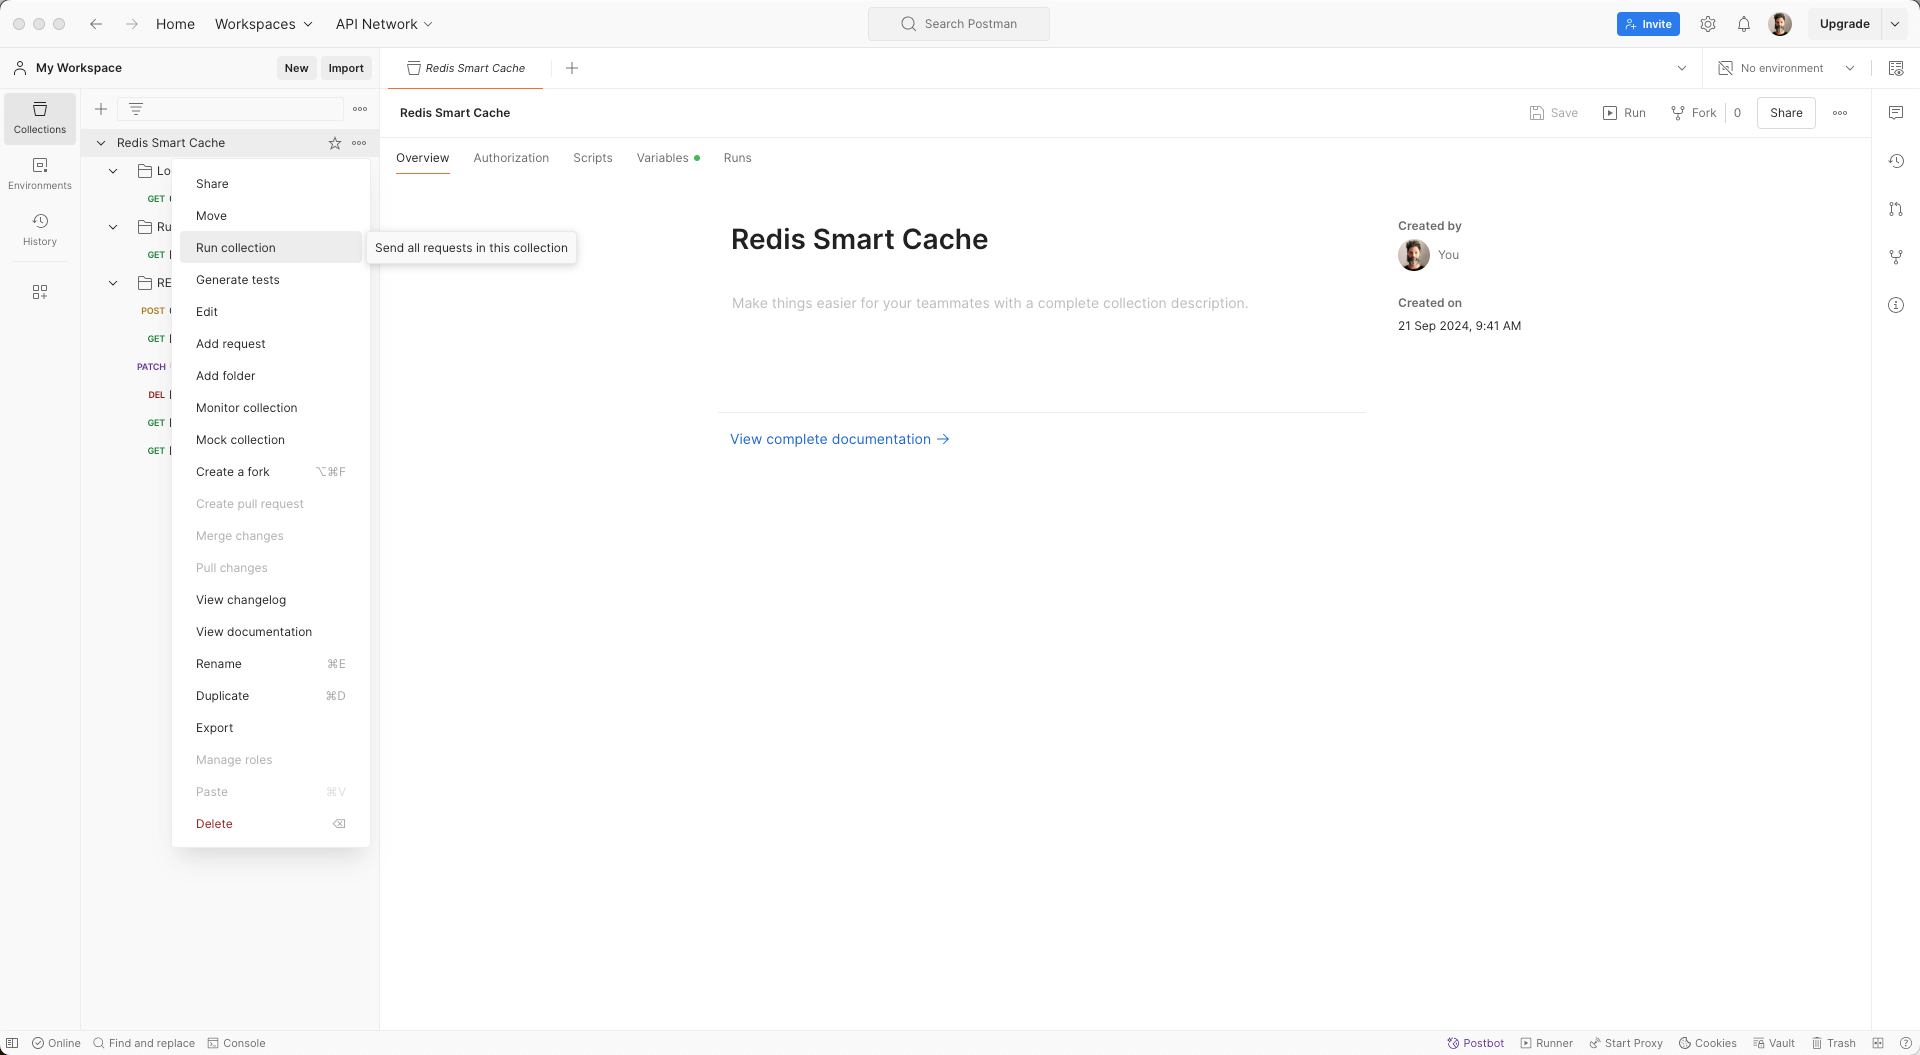 Home
Workspaces
API Network
Search Postman
Invite
Upgrade
My Workspace
New
Import
Redis Smart Cache
No environment
Collections
Environments
History
Redis Smart Cache
Lo
GET
Ru
GET
RE
POST
GET
PATCH
DEL
GET
GET
Share
Move
Run collection
Send all requests in this collection
Generate tests
Edit
Add request
Add folder
Monitor collection
Mock collection
Create a fork ⌥⌘F
Create pull request
Merge changes
Pull changes
View changelog
View documentation
Rename ⌘E
Duplicate ⌘D
Export
Manage roles
Paste ⌘V
Delete ⌫
Redis Smart Cache
Save
Run
Fork 0
Share
Overview
Authorization
Scripts
Variables
Runs
Redis Smart Cache
Make things easier for your teammates with a complete collection description.
View complete documentation →
Created by
You
Created on
21 Sep 2024, 9:41 AM
Online
Find and replace
Console
Postbot
Runner
Start Proxy
Cookies
Vault
Trash